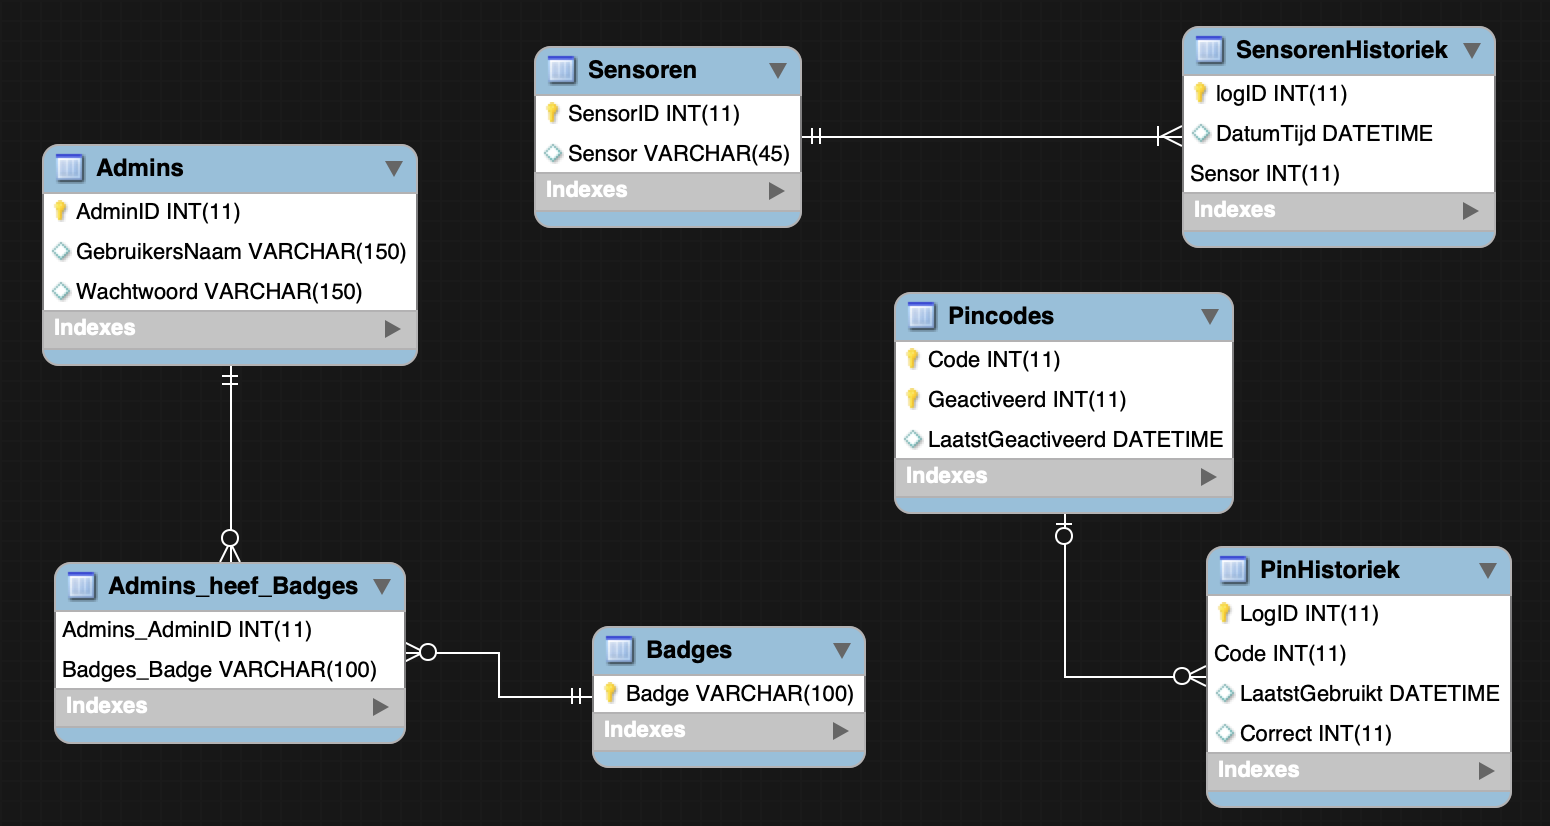 Sensoren
SensorID INT(11)
Sensor VARCHAR(45)
Indexes
SensorenHistoriek
logID INT(11)
DatumTijd DATETIME
Sensor INT(11)
Indexes
Admins
AdminID INT(11)
GebruikersNaam VARCHAR(150)
Wachtwoord VARCHAR(150)
Indexes
Pincodes
Code INT(11)
Geactiveerd INT(11)
LaatstGeactiveerd DATETIME
Indexes
Admins_heef_Badges
Admins_AdminID INT(11)
Badges_Badge VARCHAR(100)
Indexes
Badges
Badge VARCHAR(100)
Indexes
PinHistoriek
LogID INT(11)
Code INT(11)
LaatstGebruikt DATETIME
Correct INT(11)
Indexes